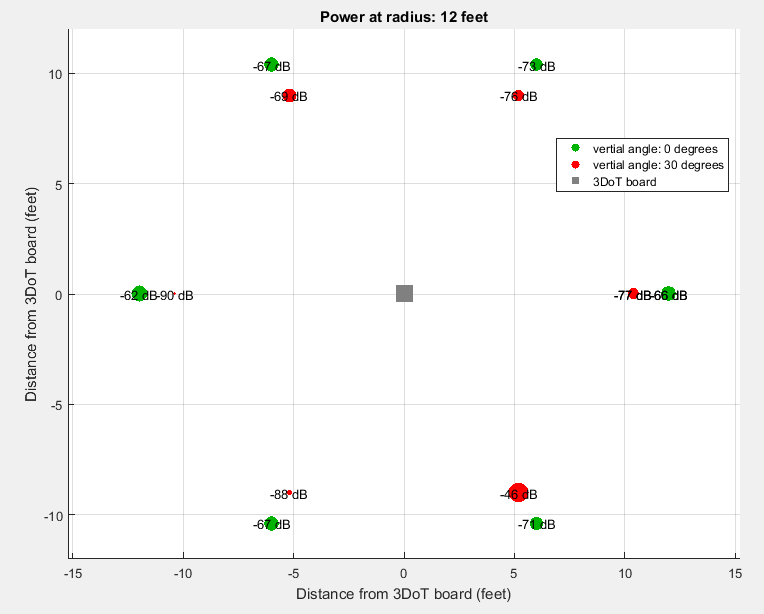 Power at radius: 12 feet
10
5
0
-5
-10
-67 dB
-73 dB
-69 dB
-76 dB
vertial angle: 0 degrees
vertial angle: 30 degrees
3DoT board
-62 dB
-90 dB
-77 dB
-66 dB
-88 dB
-46 dB
-67 dB
-71 dB
-15
-10
-5
0
5
10
15
Distance from 3DoT board (feet)
Distance from 3DoT board (feet)